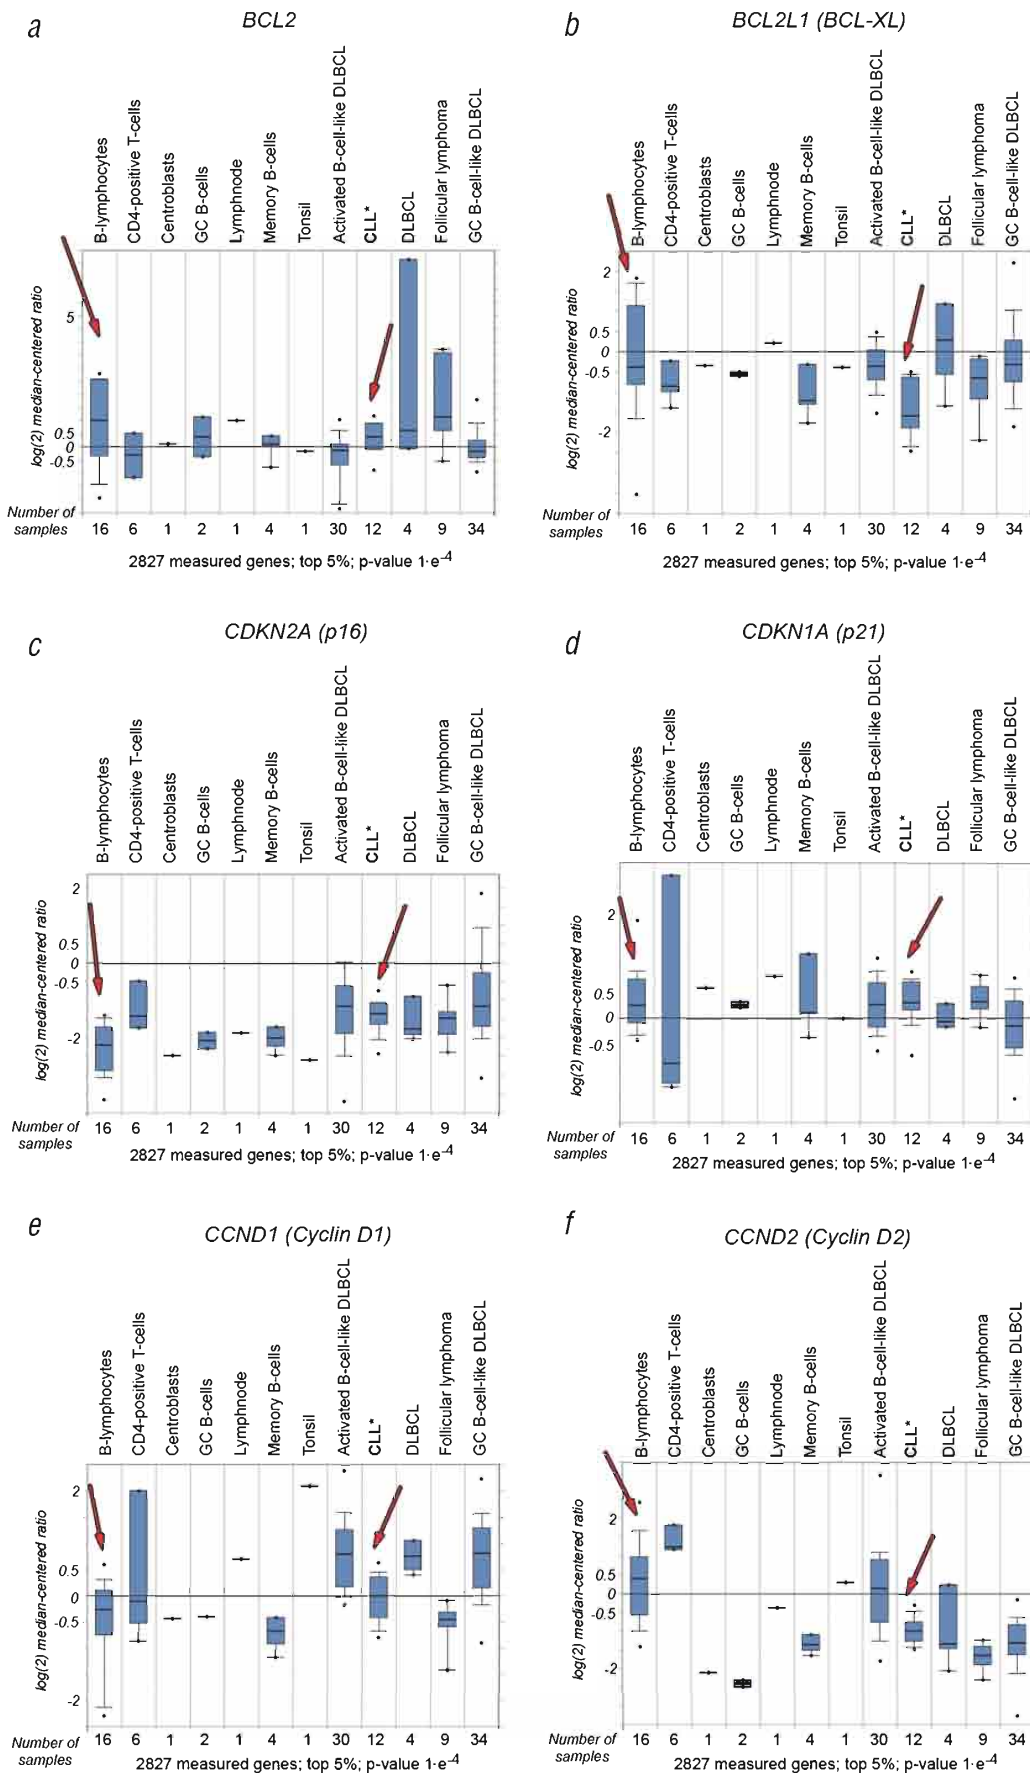 a
BCL2
B-lymphocytes
CD4-positive T-cells
Centroblasts
GC B-cells
Lymphnode
Memory B-cells
Tonsil
Activated B-cell-like DLBCL
CLL*
DLBCL
Follicular lymphoma
GC B-cell-like DLBCL
log(2) median-centered ratio
5
0.5
0
-0.5
Number of samples
16 6 1 2 1 4 1 30 12 4 9 34
2827 measured genes; top 5%; p-value 1·e-4
b
BCL2L1 (BCL-XL)
B-lymphocytes
CD4-positive T-cells
Centroblasts
GC B-cells
Lymphnode
Memory B-cells
Tonsil
Activated B-cell-like DLBCL
CLL*
DLBCL
Follicular lymphoma
GC B-cell-like DLBCL
log(2) median-centered ratio
2
0.5
0
-0.5
-2
Number of samples
16 6 1 2 1 4 1 30 12 4 9 34
2827 measured genes; top 5%; p-value 1·e-4
c
CDKN2A (p16)
B-lymphocytes
CD4-positive T-cells
Centroblasts
GC B-cells
Lymphnode
Memory B-cells
Tonsil
Activated B-cell-like DLBCL
CLL*
DLBCL
Follicular lymphoma
GC B-cell-like DLBCL
log(2) median-centered ratio
2
0.5
0
-0.5
-2
Number of samples
16 6 1 2 1 4 1 30 12 4 9 34
2827 measured genes; top 5%; p-value 1·e-4
d
CDKN1A (p21)
B-lymphocytes
CD4-positive T-cells
Centroblasts
GC B-cells
Lymphnode
Memory B-cells
Tonsil
Activated B-cell-like DLBCL
CLL*
DLBCL
Follicular lymphoma
GC B-cell-like DLBCL
log(2) median-centered ratio
2
0.5
0
-0.5
Number of samples
16 6 1 2 1 4 1 30 12 4 9 34
2827 measured genes; top 5%; p-value 1·e-4
e
CCND1 (Cyclin D1)
B-lymphocytes
CD4-positive T-cells
Centroblasts
GC B-cells
Lymphnode
Memory B-cells
Tonsil
Activated B-cell-like DLBCL
CLL*
DLBCL
Follicular lymphoma
GC B-cell-like DLBCL
log(2) median-centered ratio
2
0.5
0
-0.5
-2
Number of samples
16 6 1 2 1 4 1 30 12 4 9 34
2827 measured genes; top 5%; p-value 1·e-4
f
CCND2 (Cyclin D2)
B-lymphocytes
CD4-positive T-cells
Centroblasts
GC B-cells
Lymphnode
Memory B-cells
Tonsil
Activated B-cell-like DLBCL
CLL*
DLBCL
Follicular lymphoma
GC B-cell-like DLBCL
log(2) median-centered ratio
2
0.5
0
-0.5
-2
Number of samples
16 6 1 2 1 4 1 30 12 4 9 34
2827 measured genes; top 5%; p-value 1·e-4